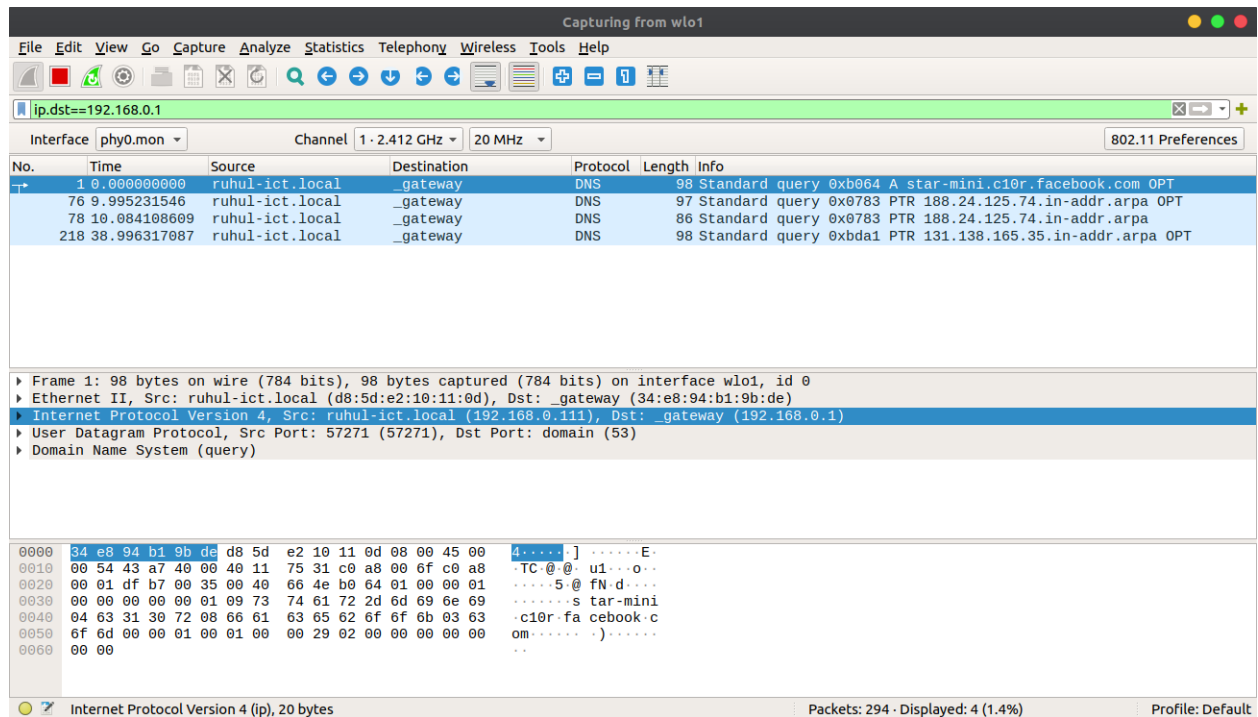 Capturing from wlo1
File Edit View Go Capture Analyze Statistics Telephony Wireless Tools Help
ip.dst==192.168.0.1
Interface phy0.mon Channel 1 · 2.412 GHz 20 MHz 802.11 Preferences
No. Time Source Destination Protocol Length Info
1 0.000000000 ruhul-ict.local _gateway DNS 98 Standard query 0xb064 A star-mini.c10r.facebook.com OPT
76 9.995231546 ruhul-ict.local _gateway DNS 97 Standard query 0x0783 PTR 188.24.125.74.in-addr.arpa OPT
78 10.084108609 ruhul-ict.local _gateway DNS 86 Standard query 0x0783 PTR 188.24.125.74.in-addr.arpa
218 38.996317087 ruhul-ict.local _gateway DNS 98 Standard query 0xbda1 PTR 131.138.165.35.in-addr.arpa OPT
Frame 1: 98 bytes on wire (784 bits), 98 bytes captured (784 bits) on interface wlo1, id 0
Ethernet II, Src: ruhul-ict.local (d8:5d:e2:10:11:0d), Dst: _gateway (34:e8:94:b1:9b:de)
Internet Protocol Version 4, Src: ruhul-ict.local (192.168.0.111), Dst: _gateway (192.168.0.1)
User Datagram Protocol, Src Port: 57271 (57271), Dst Port: domain (53)
Domain Name System (query)
0000 34 e8 94 b1 9b de d8 5d e2 10 11 0d 08 00 45 00 4·····] ······E·
0010 00 54 43 a7 40 00 40 11 75 31 c0 a8 00 6f c0 a8 ·TC·@·@· u1···o··
0020 00 01 df b7 00 35 00 40 66 4e b0 64 01 00 00 01 ·····5·@ fN·d····
0030 00 00 00 00 00 01 09 73 74 61 72 2d 6d 69 6e 69 ·······s tar-mini
0040 04 63 31 30 72 08 66 61 63 65 62 6f 6f 6b 03 63 ·c10r·fa cebook·c
0050 6f 6d 00 00 01 00 01 00 00 29 02 00 00 00 00 00 om······ ·)······
0060 00 00 ··
Internet Protocol Version 4 (ip), 20 bytes Packets: 294 · Displayed: 4 (1.4%) Profile: Default